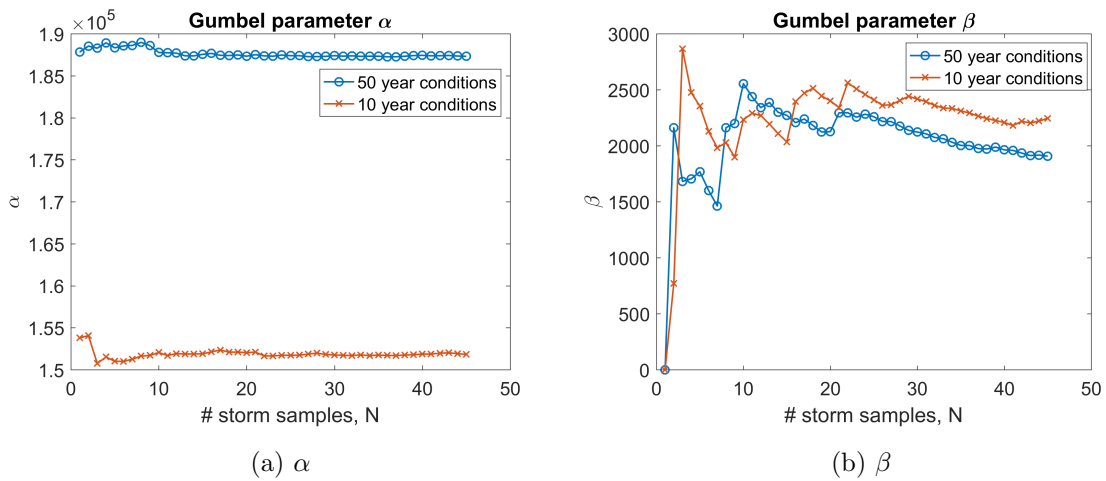 Gumbel parameter α
×10⁵
1.9
1.85
1.8
1.75
1.7
1.65
1.6
1.55
1.5
α
0 10 20 30 40 50
# storm samples, N
50 year conditions
10 year conditions
(a) α
Gumbel parameter β
3000
2500
2000
1500
1000
500
0
β
0 10 20 30 40 50
# storm samples, N
50 year conditions
10 year conditions
(b) β